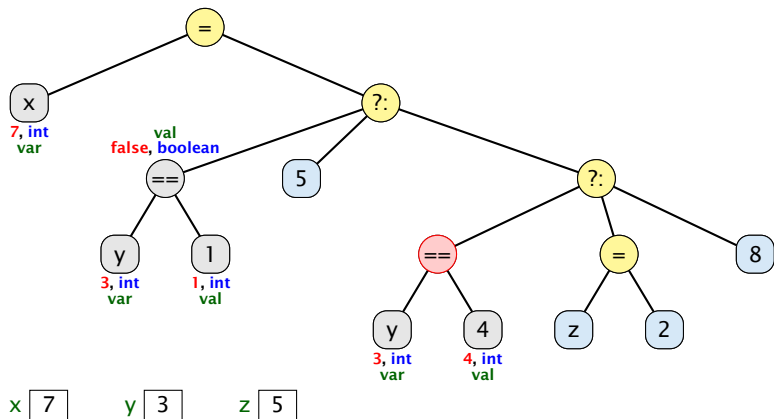 =
x
?:
7, int
var
val
false, boolean
==
5
?:
y
1
==
=
8
3, int
var
1, int
val
y
4
z
2
3, int
var
4, int
val
x 7 y 3 z 5